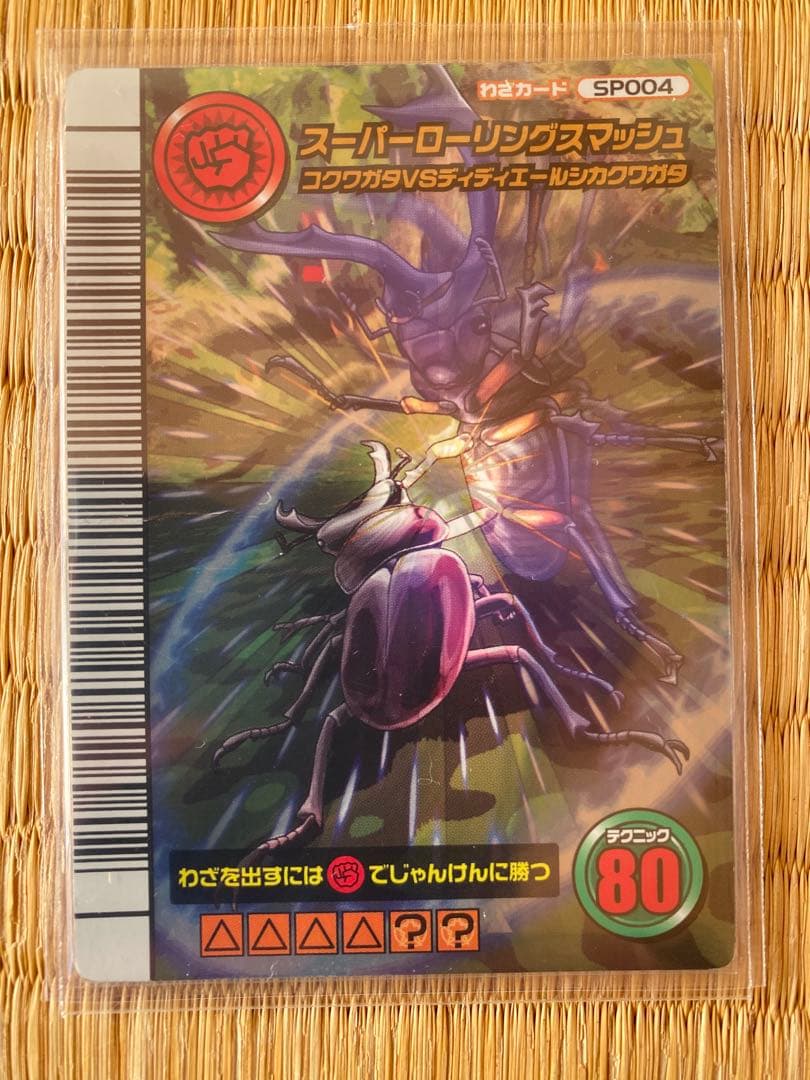 わざカード SP004
スーパーローリングスマッシュ
コクワガタVSディディエールシカクワガタ
わざを出すには でじゃんけんに勝つ
テクニック
80
△△△△??